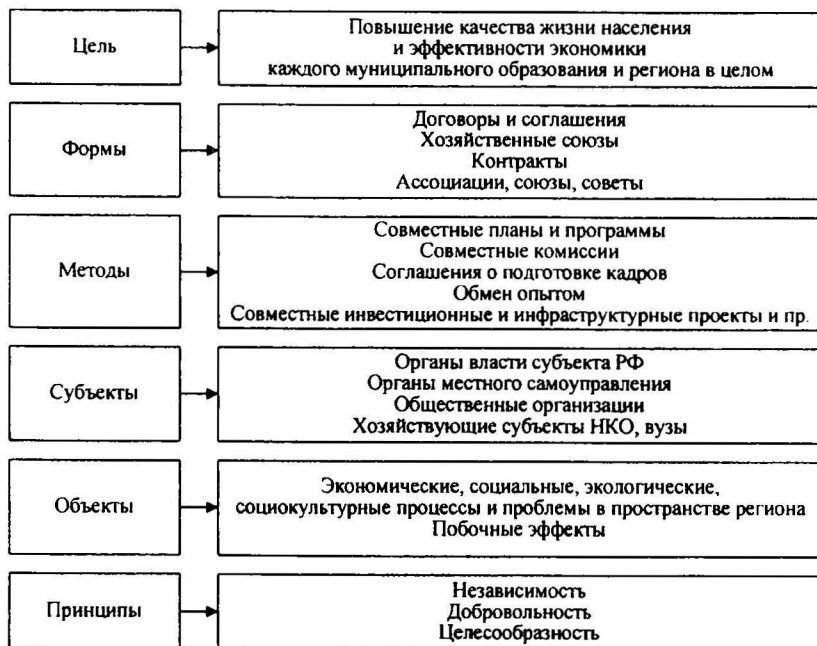 Цель
Повышение качества жизни населения
и эффективности экономики
каждого муниципального образования и региона в целом
Формы
Договоры и соглашения
Хозяйственные союзы
Контракты
Ассоциации, союзы, советы
Методы
Совместные планы и программы
Совместные комиссии
Соглашения о подготовке кадров
Обмен опытом
Совместные инвестиционные и инфраструктурные проекты и пр.
Субъекты
Органы власти субъекта РФ
Органы местного самоуправления
Общественные организации
Хозяйствующие субъекты НКО, вузы
Объекты
Экономические, социальные, экологические,
социокультурные процессы и проблемы в пространстве региона
Побочные эффекты
Принципы
Независимость
Добровольность
Целесообразность